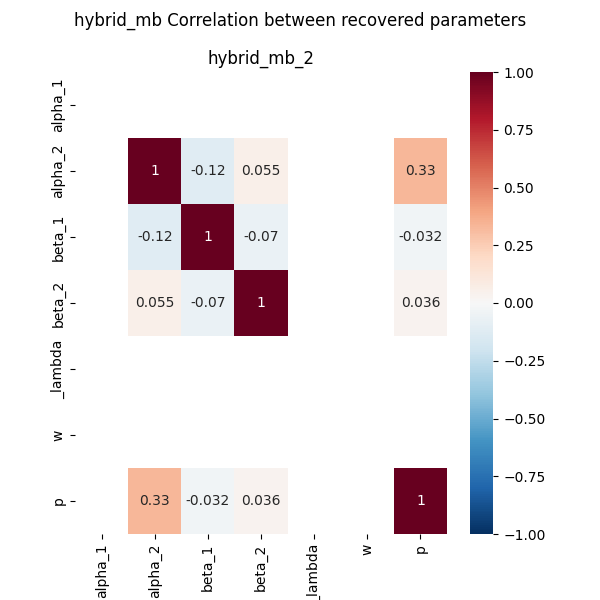 hybrid_mb Correlation between recovered parameters
hybrid_mb_2
alpha_1
alpha_2
beta_1
beta_2
_lambda
w
p
1 -0.12 0.055 0.33
-0.12 1 -0.07 -0.032
0.055 -0.07 1 0.036
0.33 -0.032 0.036 1
alpha_1 alpha_2 beta_1 beta_2 _lambda w p
1.00
0.75
0.50
0.25
0.00
−0.25
−0.50
−0.75
−1.00